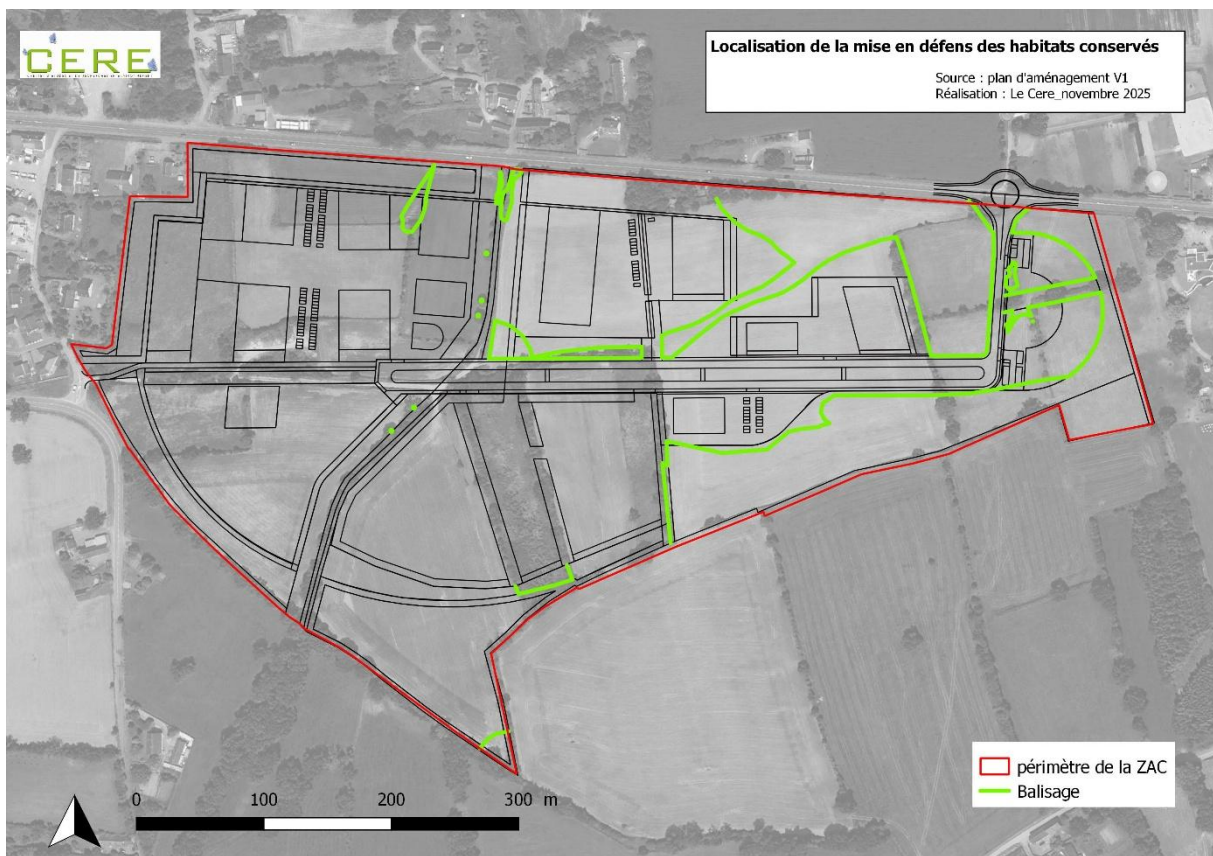 CERE
Localisation de la mise en défens des habitats conservés
Source : plan d'aménagement V1
Réalisation : Le Cere_novembre 2025
périmètre de la ZAC
Balisage
0 100 200 300 m